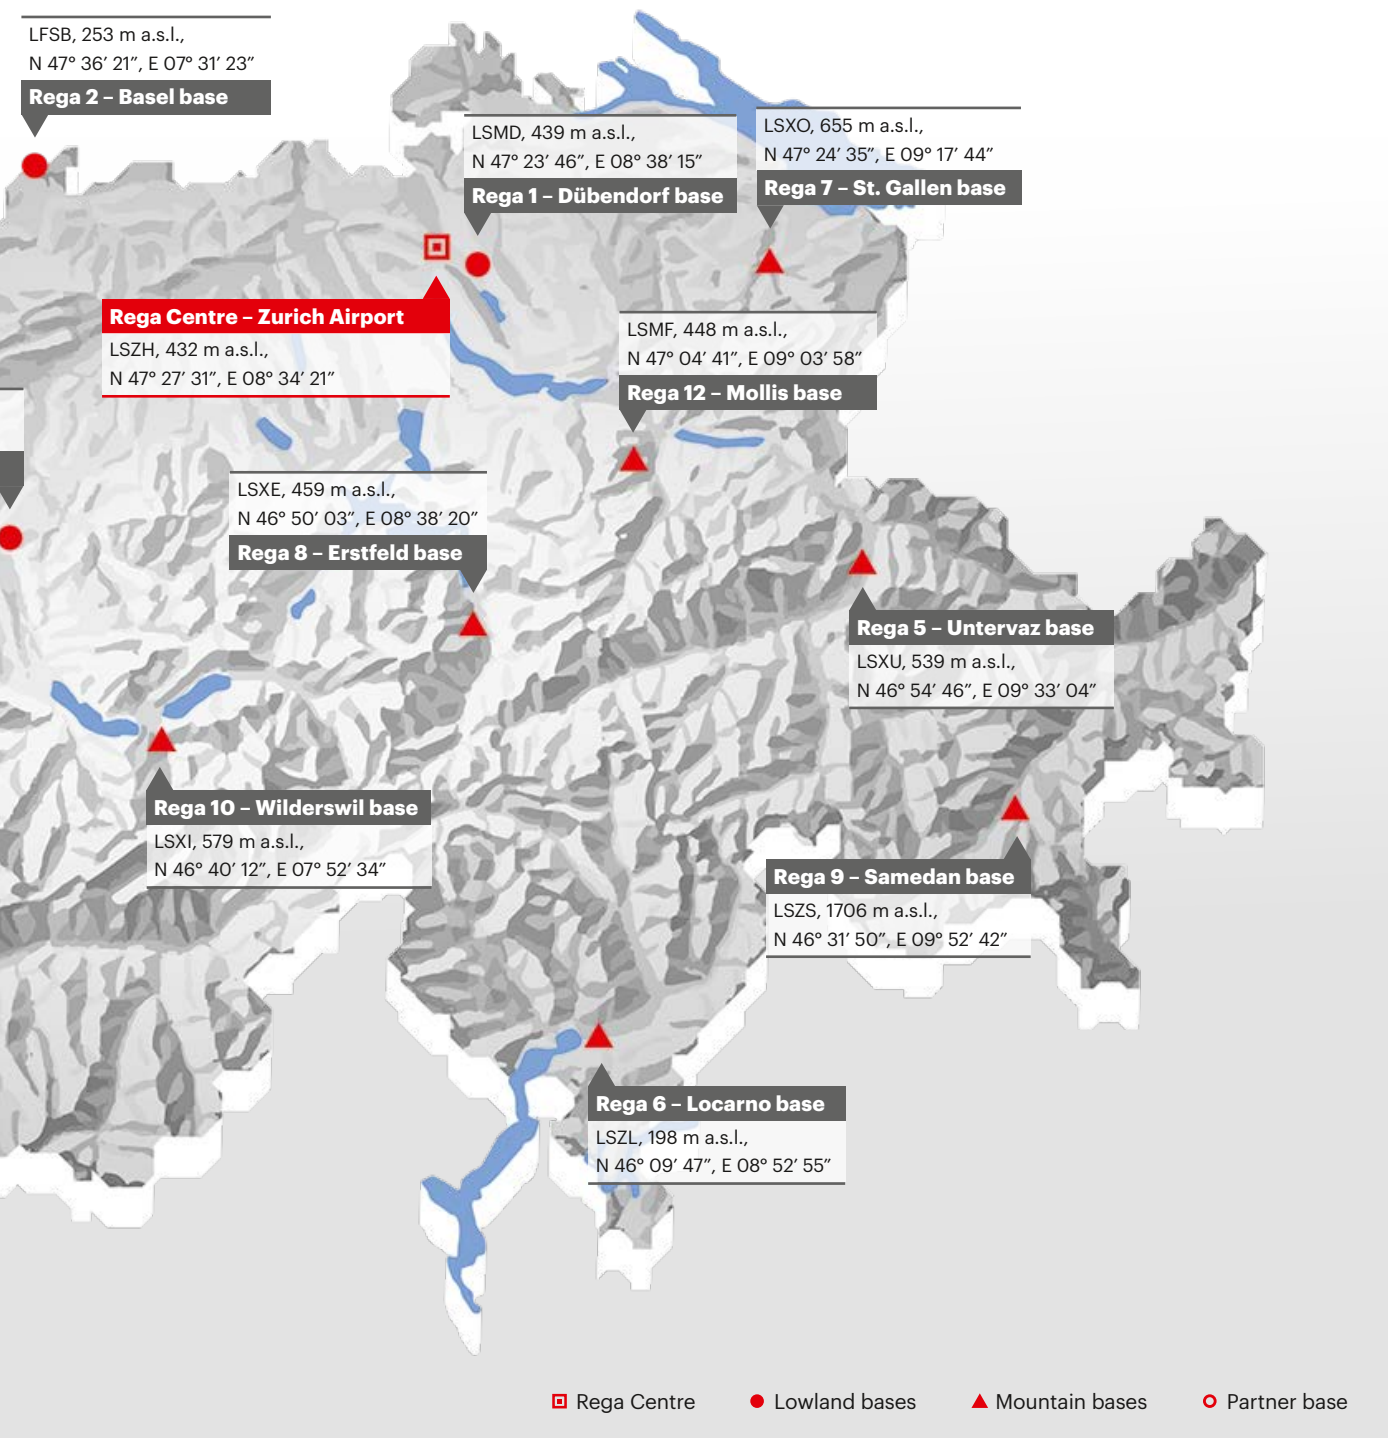 LFSB, 253 m a.s.l.,
N 47° 36′ 21″, E 07° 31′ 23″
Rega 2 – Basel base
LSMD, 439 m a.s.l.,
N 47° 23′ 46″, E 08° 38′ 15″
Rega 1 – Dübendorf base
LSXO, 655 m a.s.l.,
N 47° 24′ 35″, E 09° 17′ 44″
Rega 7 – St. Gallen base
Rega Centre – Zurich Airport
LSZH, 432 m a.s.l.,
N 47° 27′ 31″, E 08° 34′ 21″
LSMF, 448 m a.s.l.,
N 47° 04′ 41″, E 09° 03′ 58″
Rega 12 – Mollis base
LSXE, 459 m a.s.l.,
N 46° 50′ 03″, E 08° 38′ 20″
Rega 8 – Erstfeld base
Rega 5 – Untervaz base
LSXU, 539 m a.s.l.,
N 46° 54′ 46″, E 09° 33′ 04″
Rega 10 – Wilderswil base
LSXI, 579 m a.s.l.,
N 46° 40′ 12″, E 07° 52′ 34″
Rega 9 – Samedan base
LSZS, 1706 m a.s.l.,
N 46° 31′ 50″, E 09° 52′ 42″
Rega 6 – Locarno base
LSZL, 198 m a.s.l.,
N 46° 09′ 47″, E 08° 52′ 55″
Rega Centre
Lowland bases
Mountain bases
Partner base